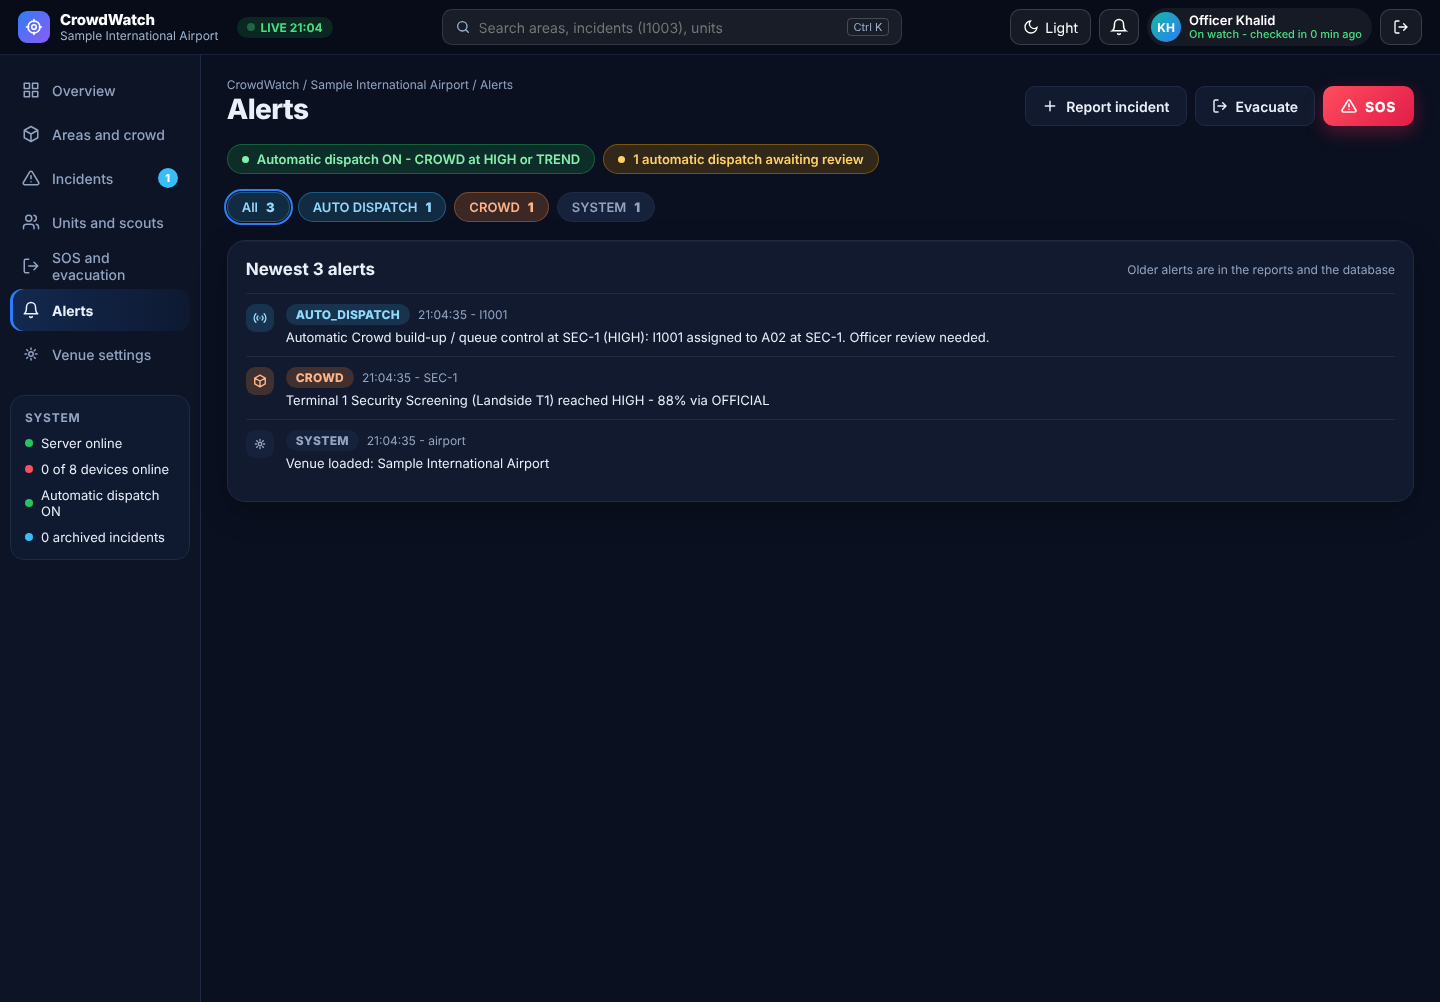 CrowdWatch
Sample International Airport
LIVE 21:04
Search areas, incidents (I1003), units
Ctrl K
Light
KH
Officer Khalid
On watch - checked in 0 min ago
Overview
Areas and crowd
Incidents
1
Units and scouts
SOS and
evacuation
Alerts
Venue settings
SYSTEM
Server online
0 of 8 devices online
Automatic dispatch
ON
0 archived incidents
CrowdWatch / Sample International Airport / Alerts
Alerts
Report incident
Evacuate
SOS
Automatic dispatch ON - CROWD at HIGH or TREND
1 automatic dispatch awaiting review
All 3
AUTO DISPATCH 1
CROWD 1
SYSTEM 1
Newest 3 alerts
Older alerts are in the reports and the database
AUTO_DISPATCH 21:04:35 - I1001
Automatic Crowd build-up / queue control at SEC-1 (HIGH): I1001 assigned to A02 at SEC-1. Officer review needed.
CROWD 21:04:35 - SEC-1
Terminal 1 Security Screening (Landside T1) reached HIGH - 88% via OFFICIAL
SYSTEM 21:04:35 - airport
Venue loaded: Sample International Airport